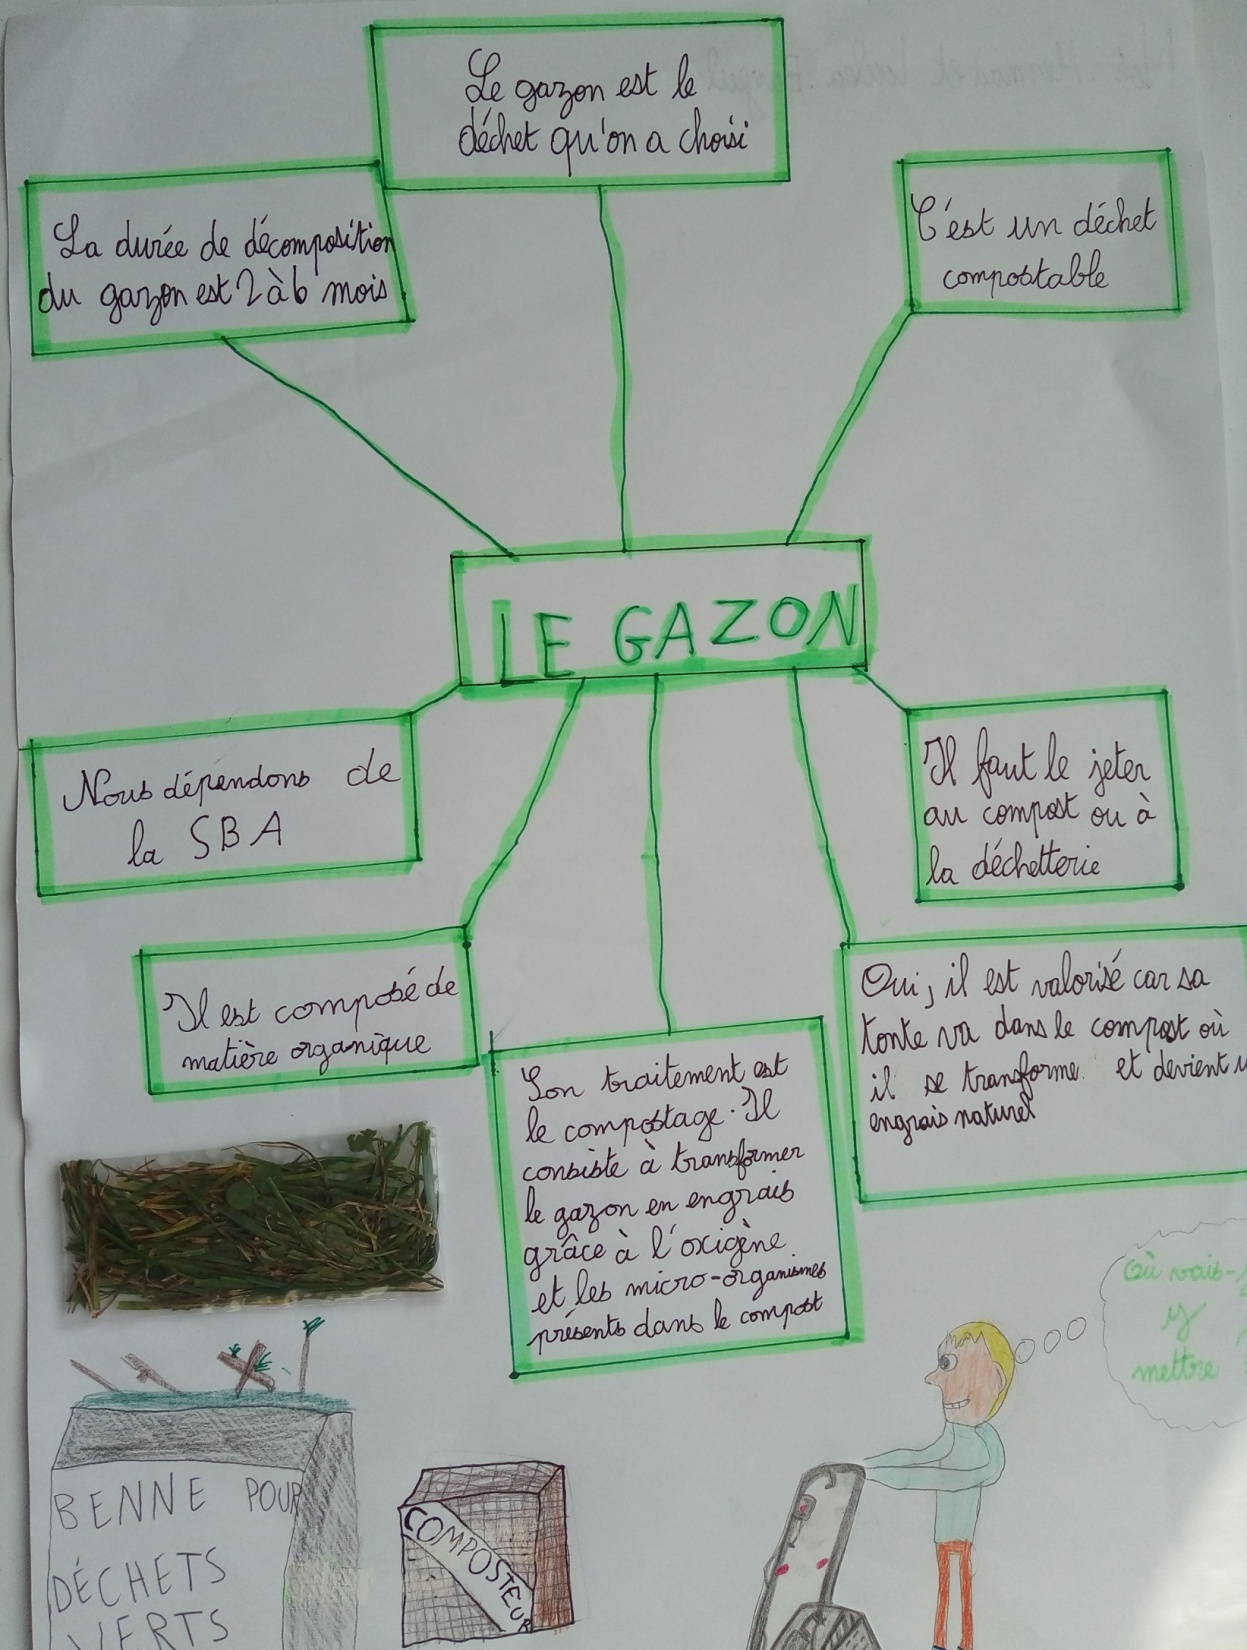 Le gazon est le
déchet qu'on a choisi
La durée de décomposition
du gazon est 2 à 6 mois
C'est un déchet
compostable
LE GAZON
Nous dépendons de
la SBA
Il faut le jeter
au compost ou à
la déchetterie
Il est composé de
matière organique
Son traitement est
le compostage. Il
consiste à transformer
le gazon en engrais
grâce à l'oxigène
et les micro-organismes
présents dans le compost
Oui, il est valorisé car sa
tonte va dans le compost où
il se transforme et devient
engrais naturel
Où vais-
y
mettre ?
BENNE POUR
DÉCHETS
VERTS
COMPOSTEUR